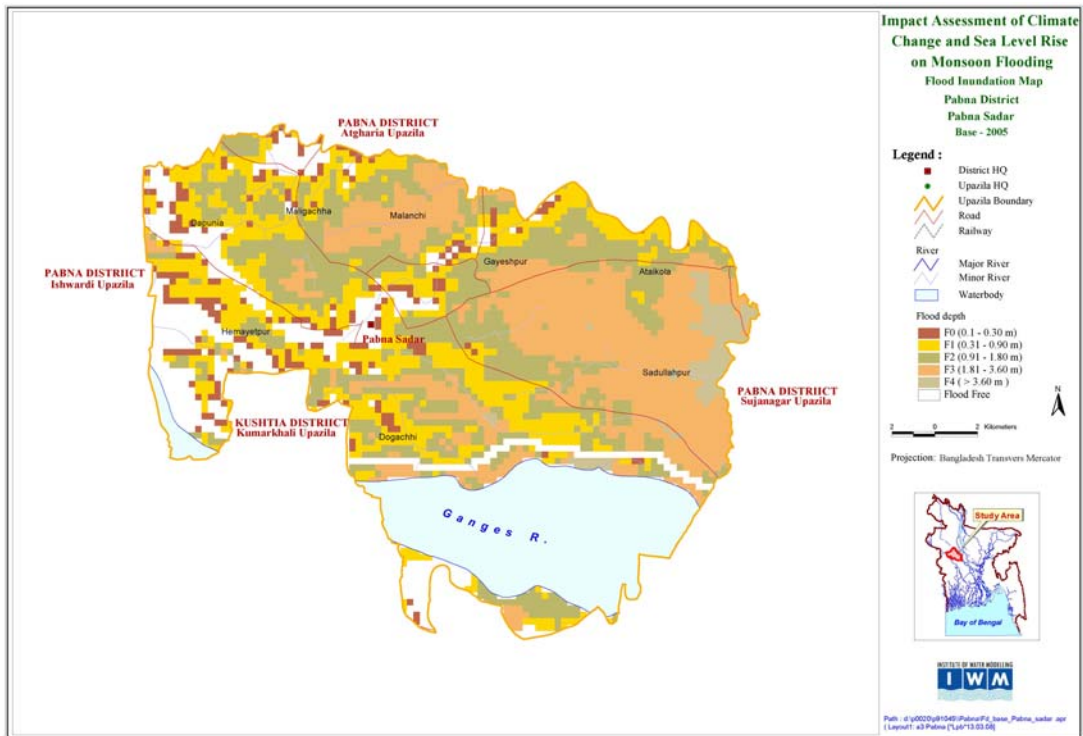 Impact Assessment of Climate
Change and Sea Level Rise
on Monsoon Flooding
Flood Inundation Map
Pabna District
Pabna Sadar
Base - 2005
Legend :
District HQ
Upazila HQ
Upazila Boundary
Road
Railway
River
Major River
Minor River
Waterbody
Flood depth
F0 (0.1 - 0.30 m)
F1 (0.31 - 0.90 m)
F2 (0.91 - 1.80 m)
F3 (1.81 - 3.60 m)
F4 ( > 3.60 m )
Flood Free
N
2 0 2 Kilometers
Projection: Bangladesh Transvers Mercator
Study Area
Bay of Bengal
INSTITUTE OF WATER MODELLING
IWM
PABNA DISTRIICT
Atgharia Upazila
Maligachha
Malanchi
Dapunia
Gayeshpur
Ataikola
PABNA DISTRIICT
Ishwardi Upazila
Hemayetpur
Pabna Sadar
Sadullahpur
PABNA DISTRIICT
Sujanagar Upazila
KUSHTIA DISTRIICT
Kumarkhali Upazila
Dogachhi
Ganges R.